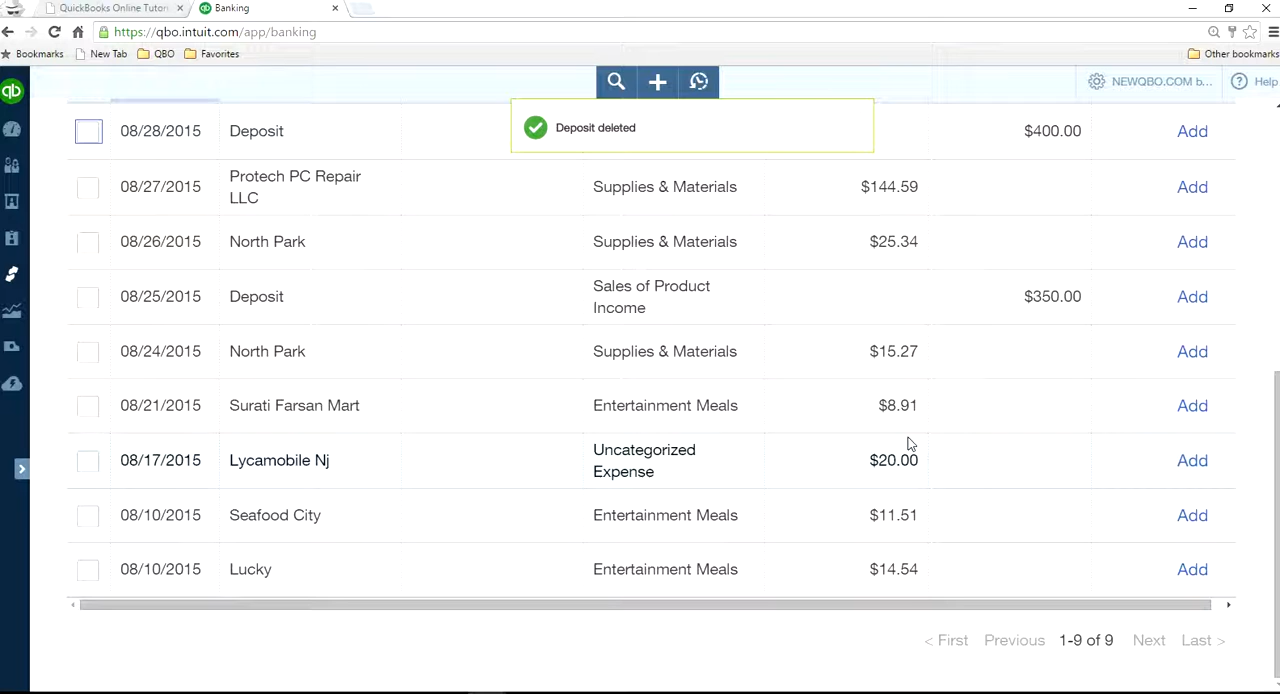 QuickBooks Online Tutori
Banking
https://qbo.intuit.com/app/banking
Bookmarks New Tab QBO Favorites Other bookmarks
qb NEWQBO.COM b... Help
Deposit deleted
08/28/2015 Deposit $400.00 Add
08/27/2015 Protech PC Repair LLC Supplies & Materials $144.59 Add
08/26/2015 North Park Supplies & Materials $25.34 Add
08/25/2015 Deposit Sales of Product Income $350.00 Add
08/24/2015 North Park Supplies & Materials $15.27 Add
08/21/2015 Surati Farsan Mart Entertainment Meals $8.91 Add
08/17/2015 Lycamobile Nj Uncategorized Expense $20.00 Add
08/10/2015 Seafood City Entertainment Meals $11.51 Add
08/10/2015 Lucky Entertainment Meals $14.54 Add
< First Previous 1-9 of 9 Next Last >